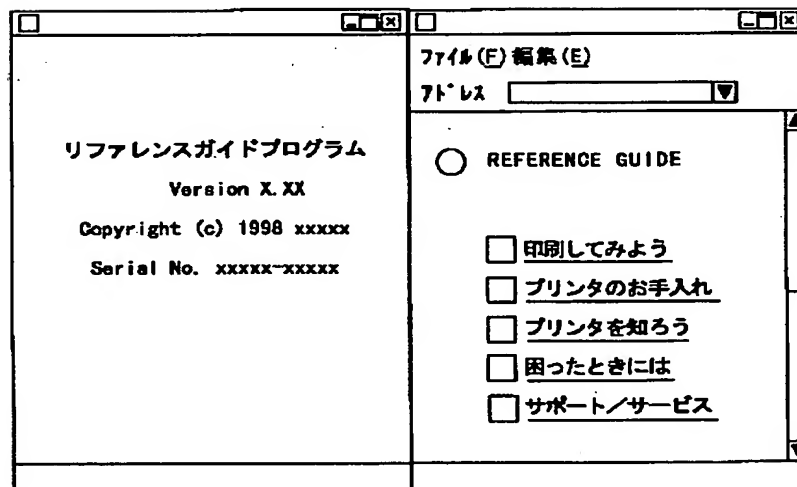 リファレンスガイドプログラム
Version X.XX
Copyright (c) 1998 xxxxx
Serial No. xxxxx-xxxxx
ファイル(F) 編集(E)
アドレス
REFERENCE GUIDE
印刷してみよう
プリンタのお手入れ
プリンタを知ろう
困ったときには
サポート/サービス